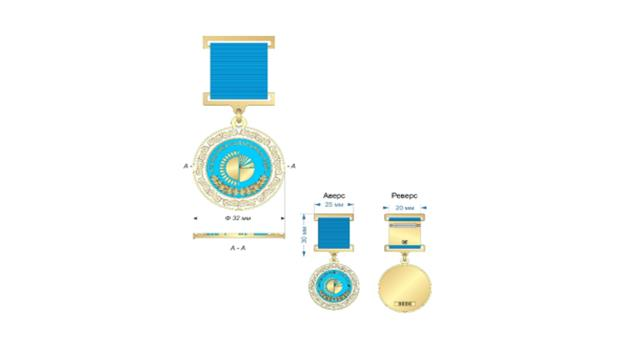 А -
- А
Ф 32 мм
А - А
Аверс
25 мм
30 мм
Реверс
20 мм